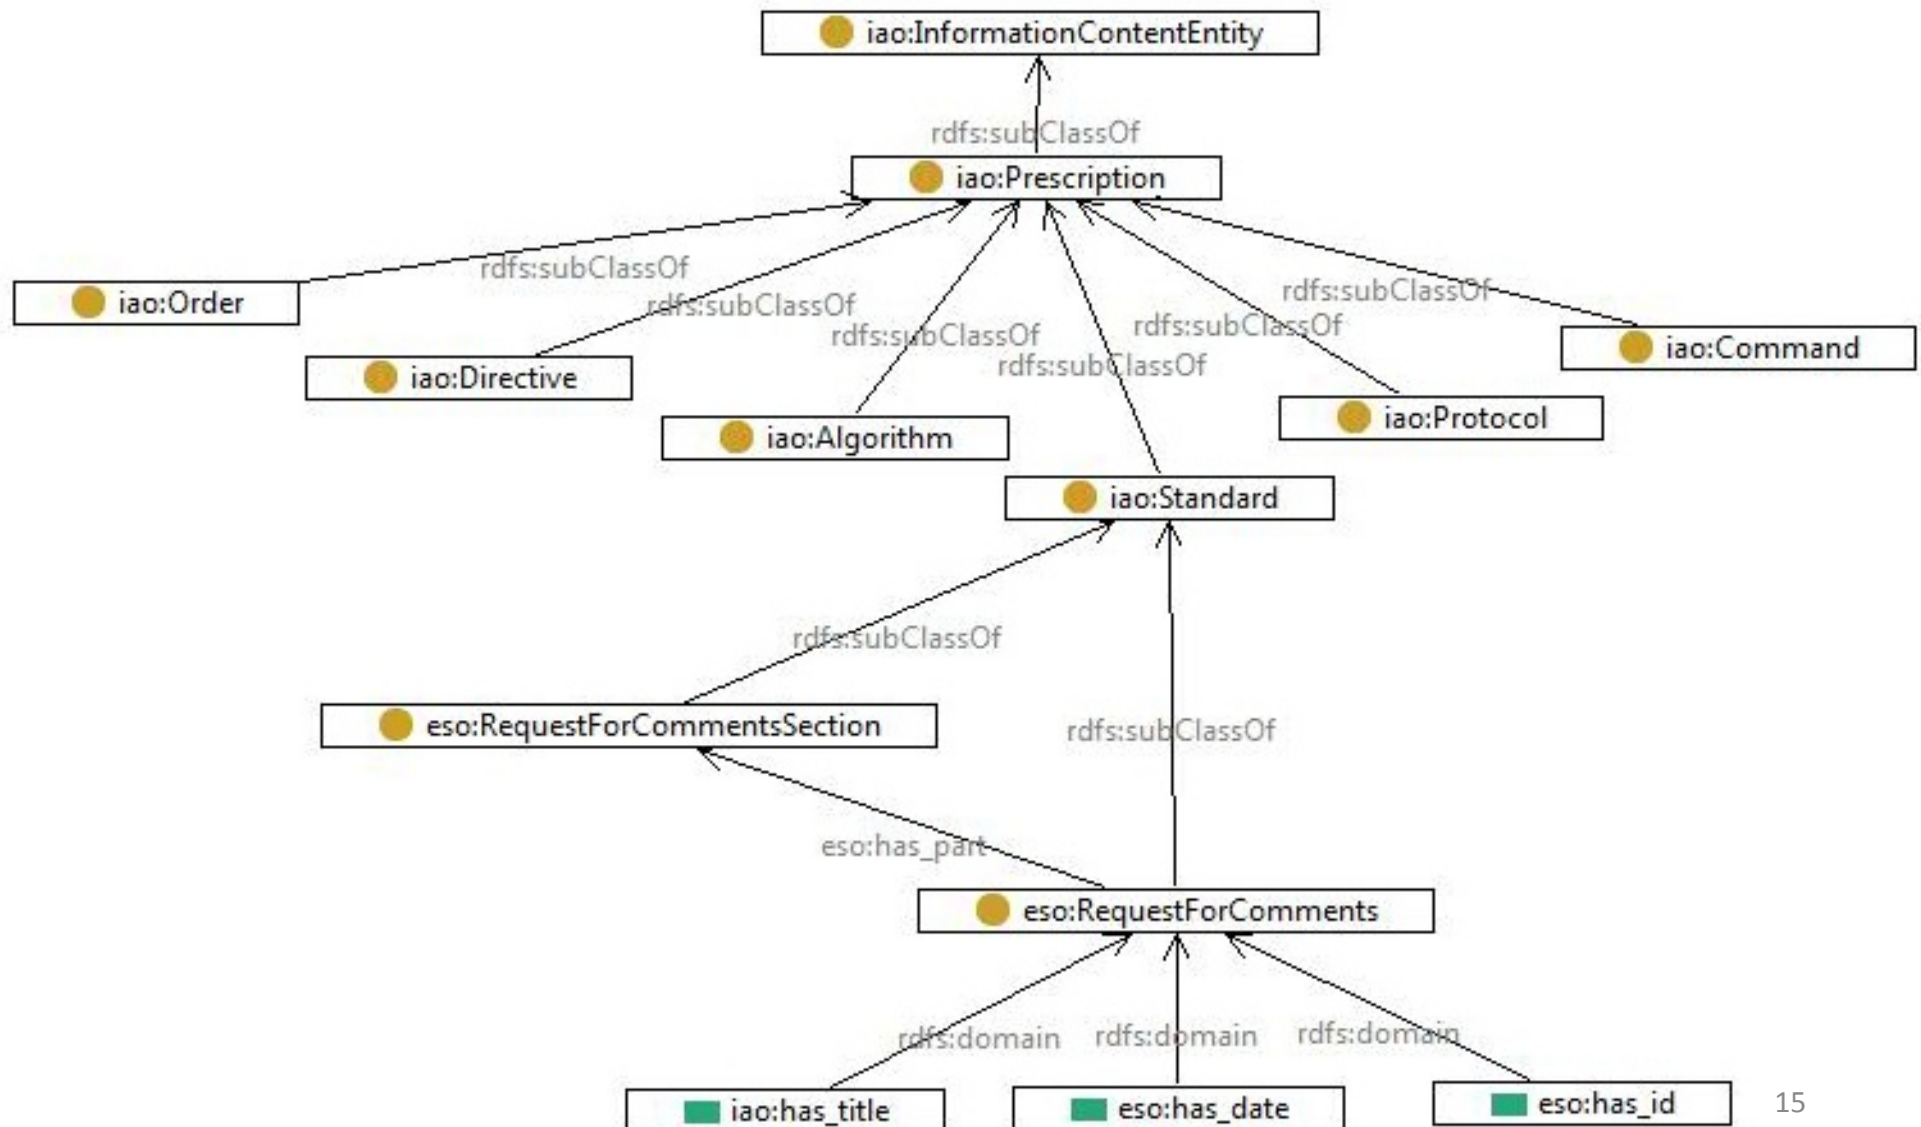 iao:InformationContentEntity
rdfs:subClassOf
iao:Prescription
rdfs:subClassOf
iao:Order
rdfs:subClassOf
rdfs:subClassOf
rdfs:subClassOf
rdfs:subClassOf
rdfs:subClassOf
iao:Command
iao:Directive
iao:Algorithm
iao:Protocol
iao:Standard
rdfs:subClassOf
eso:RequestForCommentsSection
rdfs:subClassOf
eso:has_part
eso:RequestForComments
rdfs:domain
rdfs:domain
rdfs:domain
iao:has_title
eso:has_date
eso:has_id
15